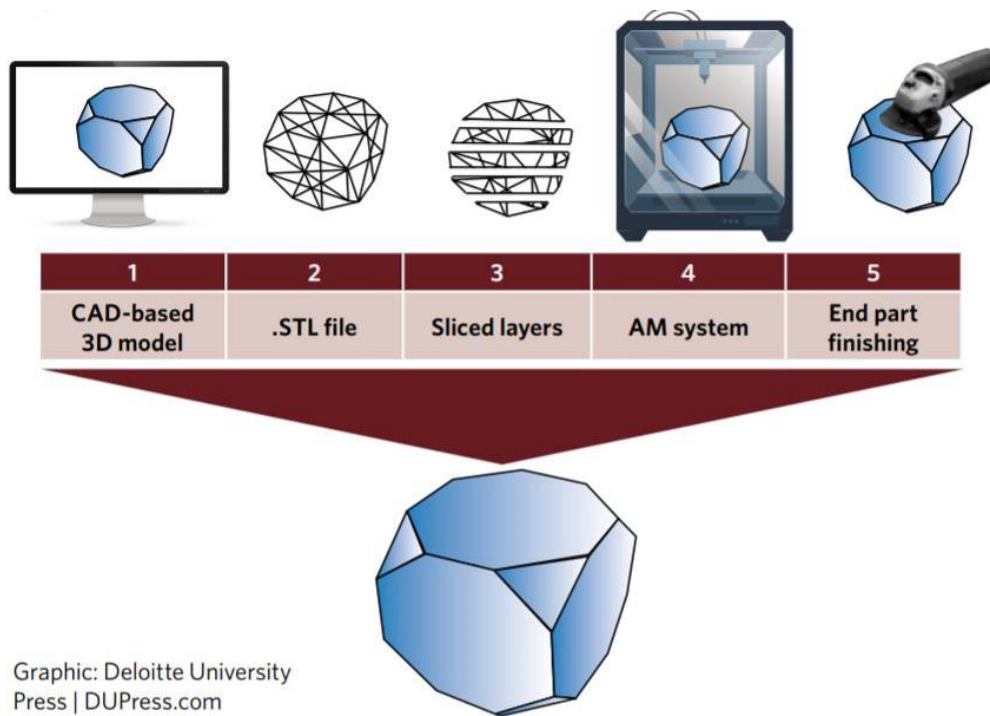 1
2
3
4
5
CAD-based
3D model
.STL file
Sliced layers
AM system
End part
finishing
Graphic: Deloitte University
Press | DUPress.com